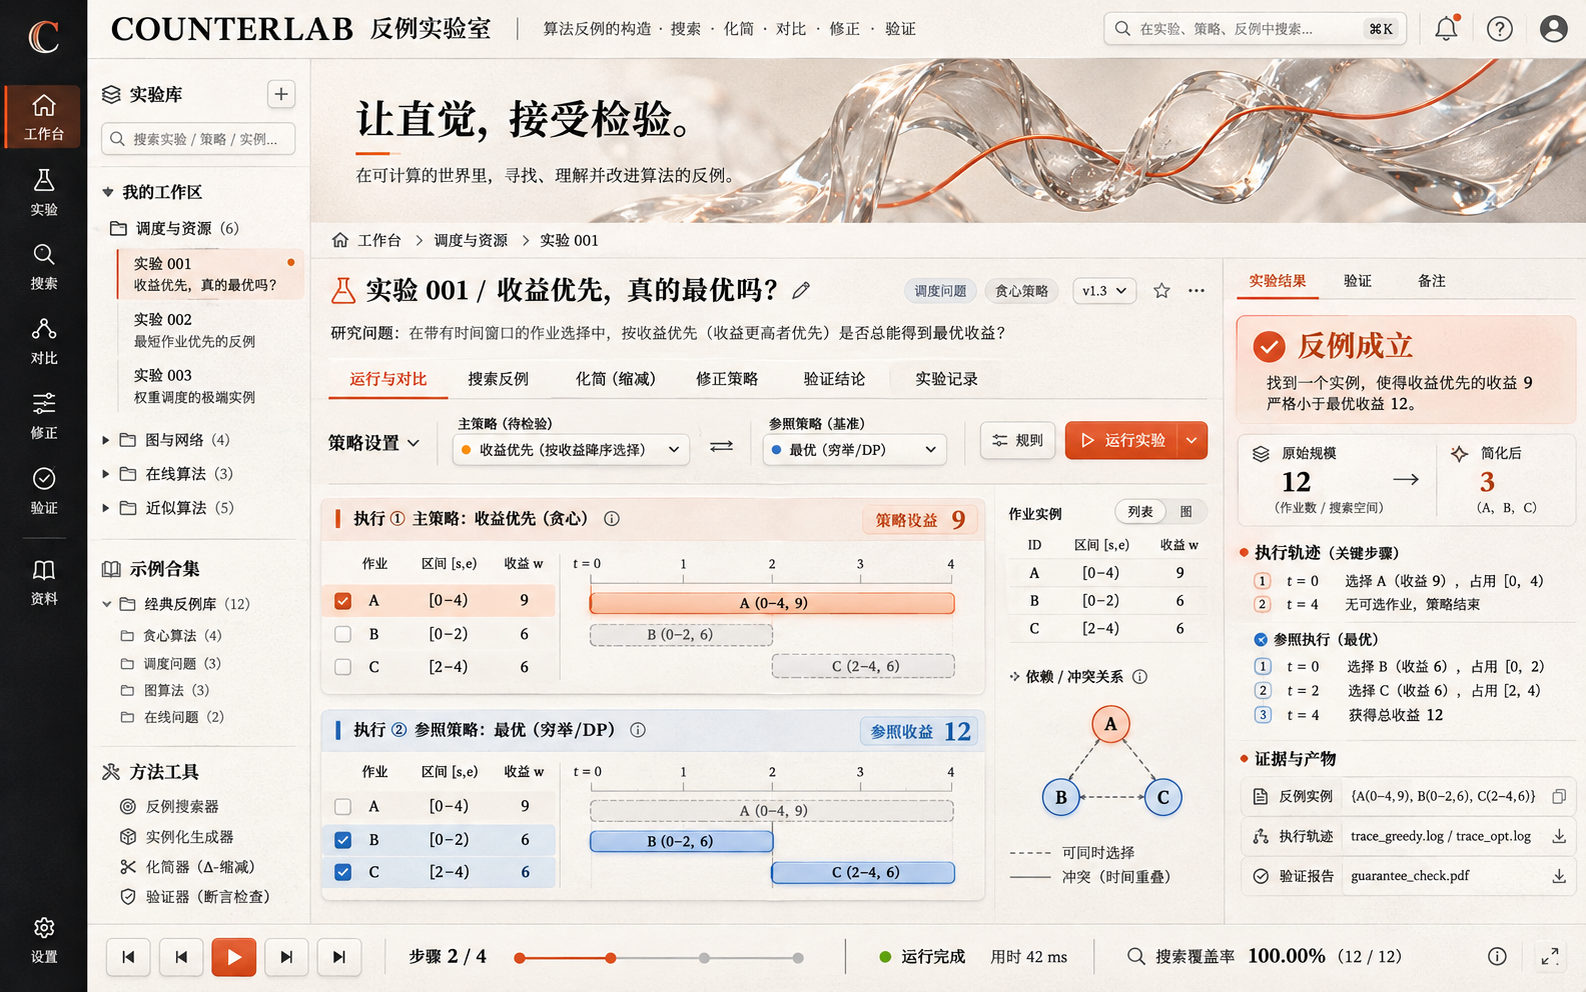 COUNTERLAB 反例实验室
算法反例的构造 · 搜索 · 化简 · 对比 · 修正 · 验证
在实验、策略、反例中搜索... ⌘K
C
工作台
实验
搜索
对比
修正
验证
资料
设置
实验库
搜索实验 / 策略 / 实例...
我的工作区
调度与资源 (6)
实验 001
收益优先，真的最优吗?
实验 002
最短作业优先的反例
实验 003
权重调度的极端实例
图与网络 (4)
在线算法 (3)
近似算法 (5)
示例合集
经典反例库 (12)
贪心算法 (4)
调度问题 (3)
图算法 (3)
在线问题 (2)
方法工具
反例搜索器
实例化生成器
化简器 (Δ-缩减)
验证器 (断言检查)
让直觉，接受检验。
在可计算的世界里，寻找、理解并改进算法的反例。
工作台 > 调度与资源 > 实验 001
实验 001 / 收益优先，真的最优吗?
调度问题 贪心策略 v1.3
研究问题：在带有时间窗口的作业选择中，按收益优先（收益更高者优先）是否总能得到最优收益?
运行与对比 搜索反例 化简 (缩减) 修正策略 验证结论 实验记录
策略设置
主策略 (待检验)
收益优先 (按收益降序选择)
参照策略 (基准)
最优 (穷举/DP)
规则
运行实验
执行 ① 主策略：收益优先 (贪心)
策略设益 9
作业 区间 [s,e) 收益 w t = 0 1 2 3 4
A [0−4) 9 A (0−4, 9)
B [0−2) 6 B (0−2, 6)
C [2−4) 6 C (2−4, 6)
执行 ② 参照策略：最优 (穷举/DP)
参照收益 12
作业 区间 [s,e) 收益 w t = 0 1 2 3 4
A [0−4) 9 A (0−4, 9)
B [0−2) 6 B (0−2, 6)
C [2−4) 6 C (2−4, 6)
作业实例 列表 图
ID 区间 [s,e) 收益 w
A [0−4) 9
B [0−2) 6
C [2−4) 6
依赖 / 冲突关系
A
B C
可同时选择
冲突（时间重叠）
实验结果 验证 备注
反例成立
找到一个实例，使得收益优先的收益 9
严格小于最优收益 12。
原始规模
12
(作业数 / 搜索空间)
简化后
3
(A, B, C)
执行轨迹（关键步骤）
1 t = 0 选择 A（收益 9），占用 [0, 4)
2 t = 4 无可选作业，策略结束
参照执行（最优）
1 t = 0 选择 B（收益 6），占用 [0, 2)
2 t = 2 选择 C（收益 6），占用 [2, 4)
3 t = 4 获得总收益 12
证据与产物
反例实例 {A(0−4,9), B(0−2,6), C(2−4,6)}
执行轨迹 trace_greedy.log / trace_opt.log
验证报告 guarantee_check.pdf
步骤 2 / 4
运行完成 用时 42 ms
搜索覆盖率 100.00% (12 / 12)